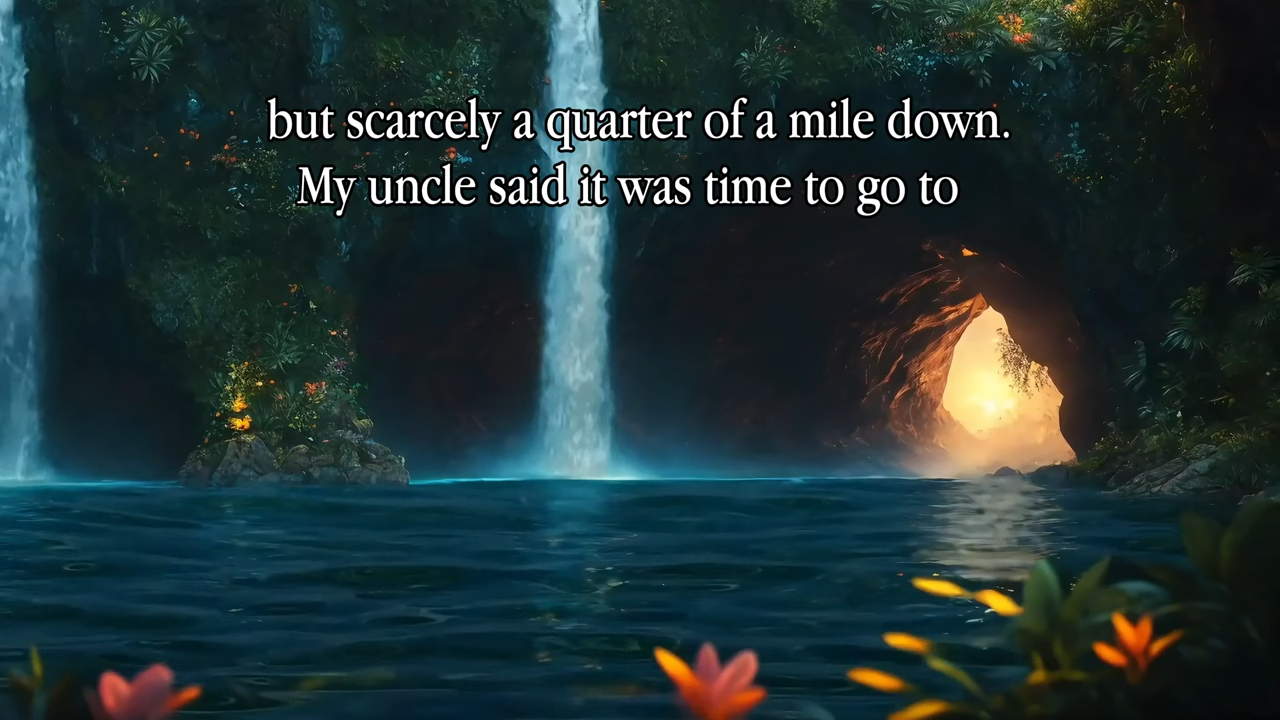 but scarcely a quarter of a mile down.
My uncle said it was time to go to